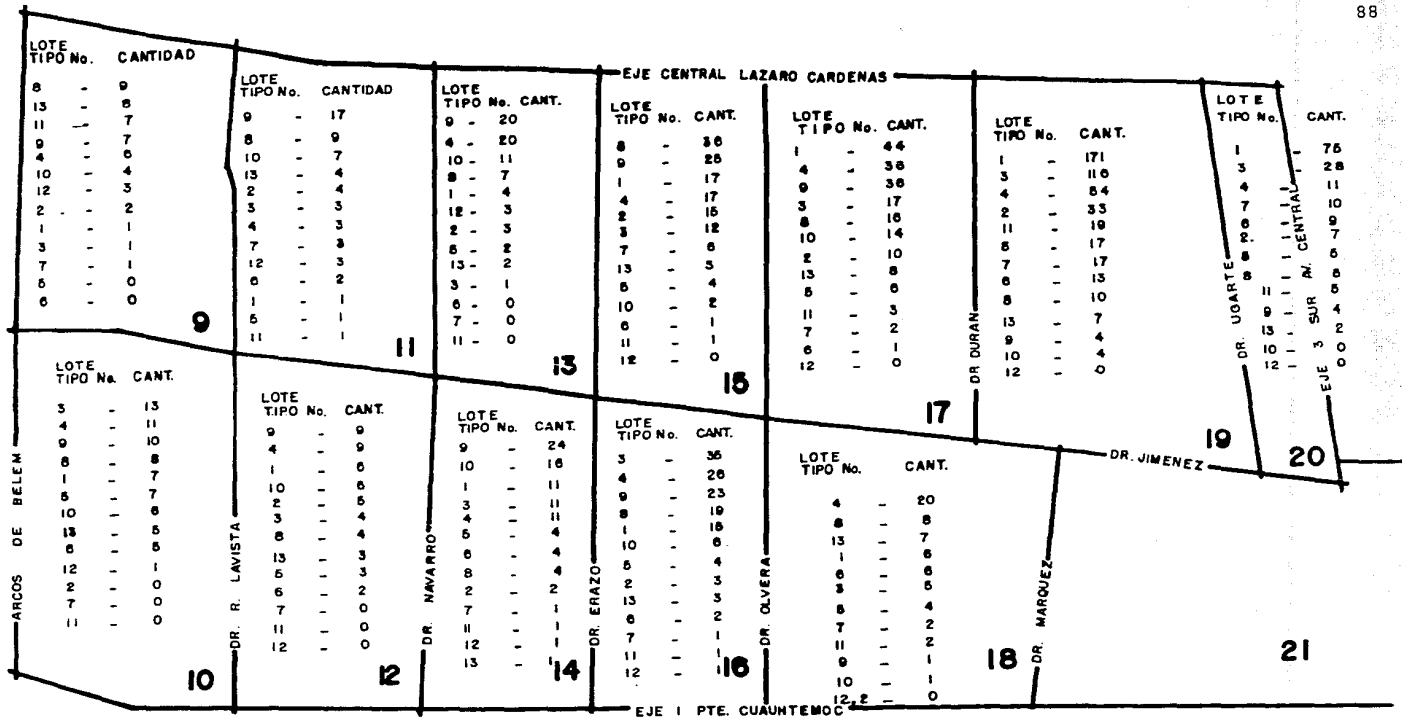 88
EJE CENTRAL LAZARO CARDENAS
LOTE
TIPO No. CANTIDAD
8 - 9
13 - 8
11 - 7
9 - 7
4 - 6
10 - 4
12 - 3
2 - 2
1 - 1
3 - 1
7 - 1
5 - 0
6 - 0
9
LOTE
TIPO No. CANTIDAD
9 - 17
8 - 9
10 - 7
13 - 4
2 - 4
3 - 3
4 - 3
7 - 3
12 - 3
6 - 2
1 - 1
5 - 1
11 - 1
11
LOTE
TIPO No. CANT.
9 - 20
4 - 20
10 - 11
8 - 7
1 - 4
12 - 3
2 - 3
5 - 2
13 - 2
3 - 1
6 - 0
7 - 0
11 - 0
13
LOTE
TIPO No. CANT.
8 - 36
9 - 25
1 - 17
4 - 17
2 - 15
3 - 12
7 - 6
13 - 5
5 - 4
10 - 2
6 - 1
11 - 1
12 - 0
15
LOTE
TIPO No. CANT.
1 - 44
4 - 36
9 - 36
3 - 17
8 - 16
10 - 14
2 - 10
13 - 8
5 - 6
11 - 3
7 - 2
6 - 1
12 - 0
17
DR DURAN
LOTE
TIPO No. CANT.
1 - 171
3 - 116
4 - 84
2 - 33
11 - 19
5 - 17
7 - 17
6 - 13
8 - 10
13 - 7
9 - 4
10 - 4
12 - 0
19
DR. UGARTE
LOTE
TIPO No. CANT.
1 - 75
3 - 28
4 - 11
7 - 10
6 - 9
2. - 7
11
9 - 4
13 - 2
10 - 0
12 - 0
EJE 3 SUR AV. CENTRAL
20
DR. JIMENEZ
ARCOS DE BELEM
LOTE
TIPO No. CANT.
3 - 13
4 - 11
9 - 10
8 - 8
1 - 7
5 - 7
10 - 6
13 - 5
6 - 5
12 - 1
2 - 0
7 - 0
11 - 0
10
DR. R. LAVISTA
LOTE
TIPO No. CANT.
9 - 9
4 - 9
1 - 6
10 - 6
2 - 5
3 - 4
8 - 4
13 - 3
5 - 3
6 - 2
7 - 0
11 - 0
12 - 0
12
DR. NAVARRO
LOTE
TIPO No. CANT.
9 - 24
10 - 16
1 - 11
3 - 11
4 - 11
5 - 4
6 - 4
8 - 4
2 - 2
7 - 1
11 - 1
12 - 1
13 - 1
14
DR. ERAZO
LOTE
TIPO No. CANT.
3 - 35
4 - 26
9 - 23
8 - 19
1 - 16
10 - 6
5 - 4
2 - 3
13 - 3
6 - 2
7 - 1
11 - 1
12 - 1
16
DR. OLVERA
LOTE
TIPO No. CANT.
4 - 20
8 - 8
13 - 7
1 - 6
6 - 6
3 - 5
5 - 4
7 - 2
11 - 2
9 - 1
10 - 1
12,2 - 0
18
DR. MARQUEZ
21
EJE 1 PTE. CUAUHTEMOC